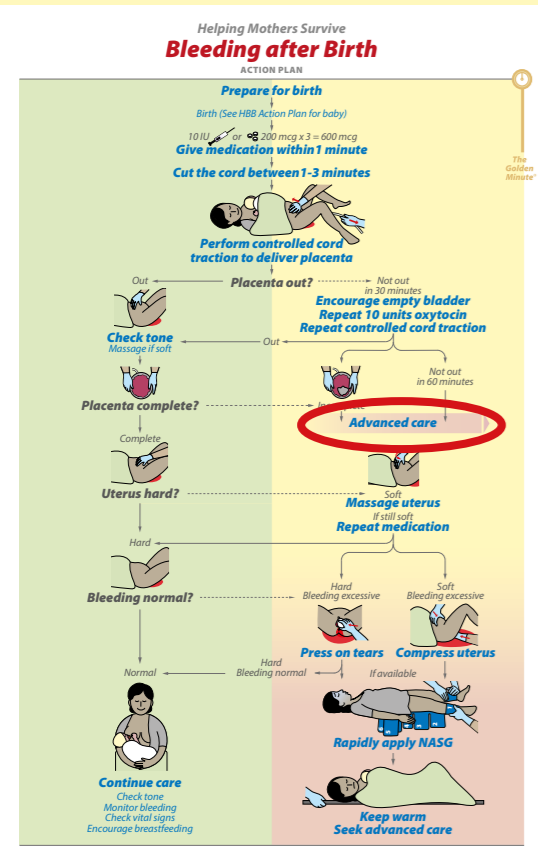 Helping Mothers Survive
Bleeding after Birth
ACTION PLAN
Prepare for birth
Birth (See HBB Action Plan for baby)
10 IU or 200 mcg x 3 = 600 mcg
Give medication within 1 minute
Cut the cord between 1-3 minutes
The
Golden
Minute®
Perform controlled cord
traction to deliver placenta
Out
Placenta out?
Not out
in 30 minutes
Encourage empty bladder
Repeat 10 units oxytocin
Repeat controlled cord traction
Out
Check tone
Massage if soft
Not out
in 60 minutes
Placenta complete?
Advanced care
Complete
Uterus hard?
Soft
Massage uterus
If still soft
Repeat medication
Hard
Bleeding normal?
Hard
Bleeding excessive
Soft
Bleeding excessive
Press on tears
Compress uterus
Hard
Bleeding normal
If available
Normal
Rapidly apply NASG
Continue care
Check tone
Monitor bleeding
Check vital signs
Encourage breastfeeding
Keep warm
Seek advanced care